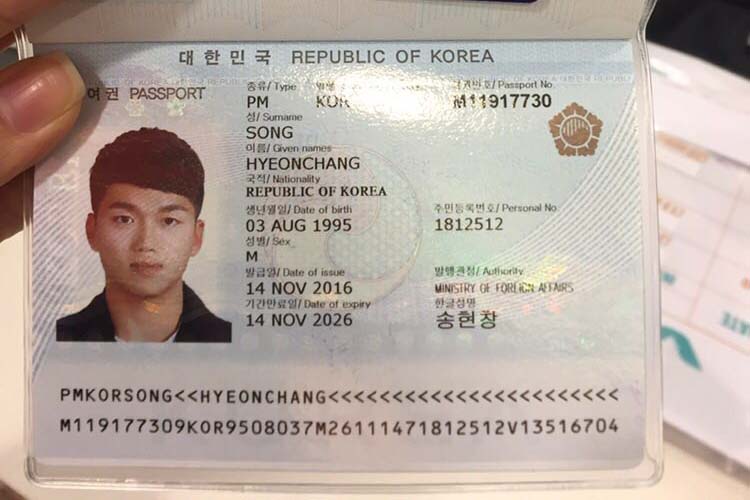 대한민국 REPUBLIC OF KOREA
여권 PASSPORT
종류/ Type
여권번호/ Passport No.
PM KOR M11917730
성/ Surname
SONG
이름/ Given names
HYEONCHANG
국적/ Nationality
REPUBLIC OF KOREA
생년월일/ Date of birth 주민등록번호/ Personal No.
03 AUG 1995 1812512
성별/ Sex
M
발급일/ Date of issue 발행관청/ Authority
14 NOV 2016 MINISTRY OF FOREIGN AFFAIRS
기간만료일/ Date of expiry 한글성명
14 NOV 2026 송현창
PMKORSONG<<HYEONCHANG<<<<<<<<<<<<<<<<<<<<<<<
M119177309KOR9508037M26111471812512V13516704